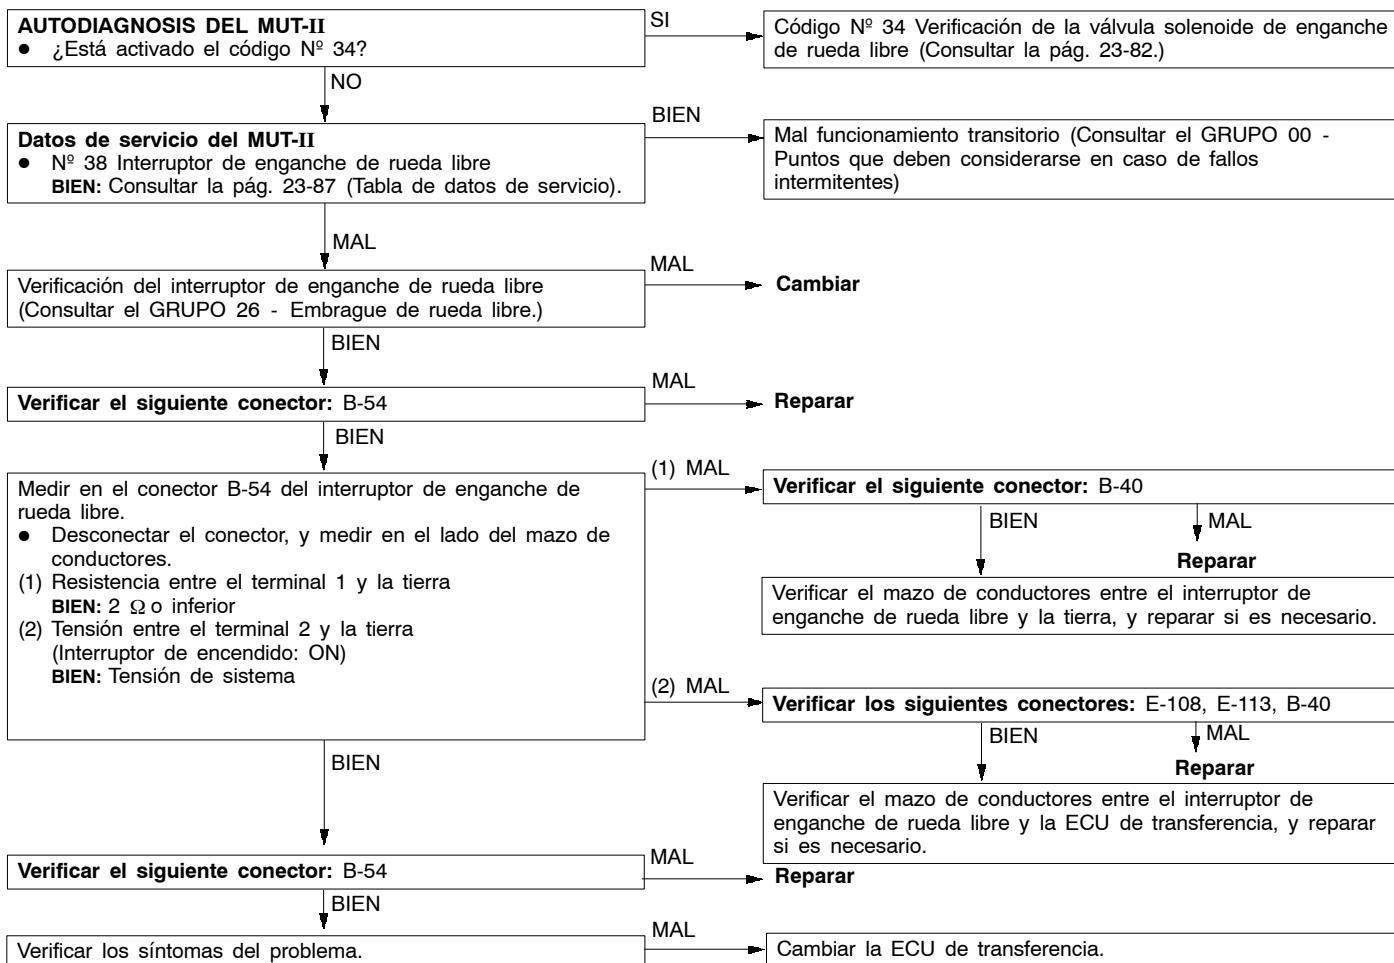 AUTODIAGNOSIS DEL MUT-II
● ¿Está activado el código Nº 34?
SI
Código Nº 34 Verificación de la válvula solenoide de enganche
de rueda libre (Consultar la pág. 23-82.)
NO
Datos de servicio del MUT-II
● Nº 38 Interruptor de enganche de rueda libre
BIEN: Consultar la pág. 23-87 (Tabla de datos de servicio).
BIEN
Mal funcionamiento transitorio (Consultar el GRUPO 00 -
Puntos que deben considerarse en caso de fallos
intermitentes)
MAL
Verificación del interruptor de enganche de rueda libre
(Consultar el GRUPO 26 - Embrague de rueda libre.)
MAL
Cambiar
BIEN
Verificar el siguiente conector: B-54
MAL
Reparar
BIEN
Medir en el conector B-54 del interruptor de enganche de
rueda libre.
● Desconectar el conector, y medir en el lado del mazo de
conductores.
(1) Resistencia entre el terminal 1 y la tierra
BIEN: 2 Ω o inferior
(2) Tensión entre el terminal 2 y la tierra
(Interruptor de encendido: ON)
BIEN: Tensión de sistema
(1) MAL
Verificar el siguiente conector: B-40
BIEN
MAL
Reparar
Verificar el mazo de conductores entre el interruptor de
enganche de rueda libre y la tierra, y reparar si es necesario.
(2) MAL
Verificar los siguientes conectores: E-108, E-113, B-40
BIEN
MAL
Reparar
Verificar el mazo de conductores entre el interruptor de
enganche de rueda libre y la ECU de transferencia, y reparar
si es necesario.
BIEN
Verificar el siguiente conector: B-54
MAL
Reparar
BIEN
Verificar los síntomas del problema.
MAL
Cambiar la ECU de transferencia.